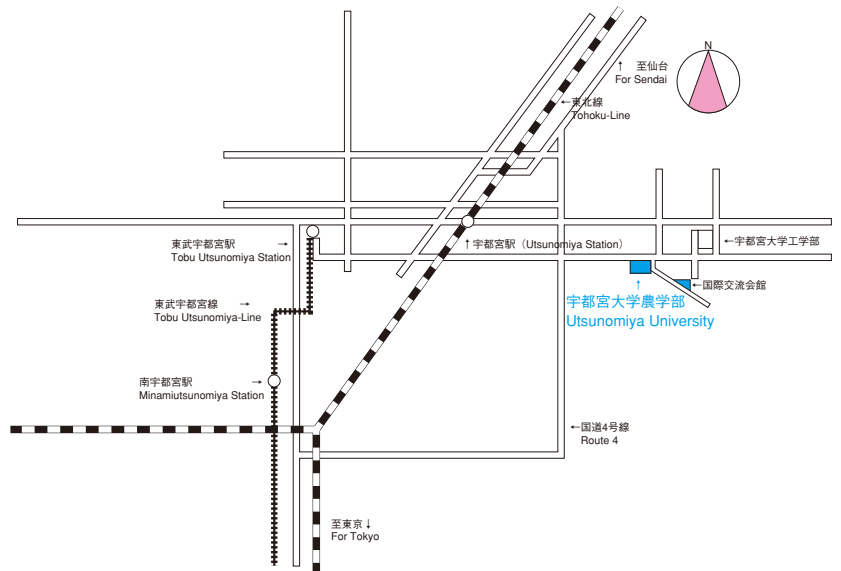 N
↑ 至仙台
For Sendai
←東北線
Tohoku-Line
東武宇都宮駅 →
Tobu Utsunomiya Station
↑宇都宮駅（Utsunomiya Station）
←宇都宮大学工学部
←国際交流会館
↑
宇都宮大学農学部
Utsunomiya University
東武宇都宮線 →
Tobu Utsunomiya-Line
南宇都宮駅 →
Minamiutsunomiya Station
←国道4号線
Route 4
至東京↓
For Tokyo